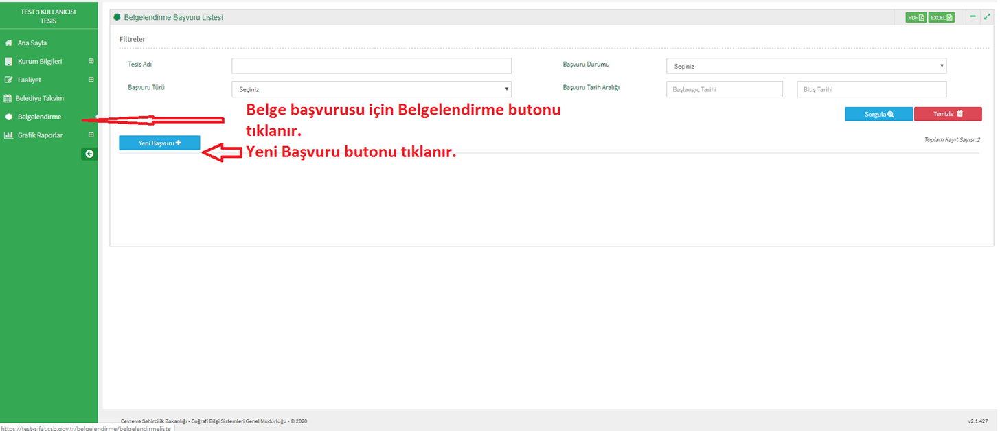 TEST 3 KULLANICISI
TESIS
Ana Sayfa
Kurum Bilgileri
Faaliyet
Belediye Takvim
Belgelendirme
Grafik Raporlar
Belgelendirme Başvuru Listesi
PDF EXCEL
Filtreler
Tesis Adı
Başvuru Durumu
Seçiniz
Başvuru Türü
Seçiniz
Başvuru Tarih Aralığı
Başlangıç Tarihi
Bitiş Tarihi
Belge başvurusu için Belgelendirme butonu
tıklanır.
Sorgula
Temizle
Yeni Başvuru
Yeni Başvuru butonu tıklanır.
Toplam Kayıt Sayısı :2
Çevre ve Şehircilik Bakanlığı - Coğrafi Bilgi Sistemleri Genel Müdürlüğü - © 2020
v2.1.427
https://test-sifat.csb.gov.tr/belgelendirme/belgelendirmeliste